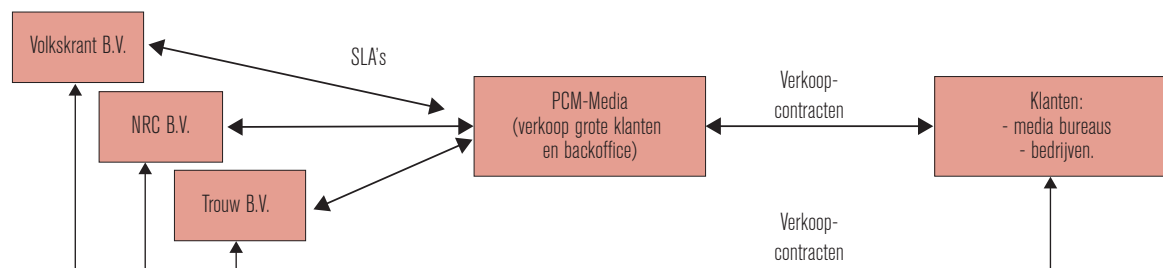 Volkskrant B.V.
SLA's
NRC B.V.
Trouw B.V.
PCM-Media
(verkoop grote klanten
en backoffice)
Verkoop-
contracten
Klanten:
- media bureaus
- bedrijven.
Verkoop-
contracten